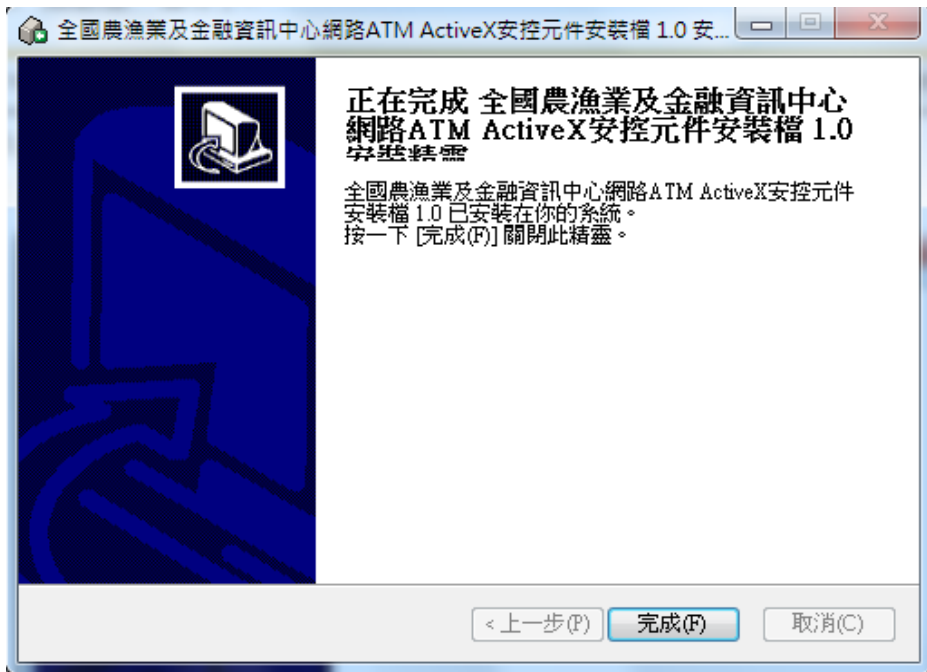 全國農漁業及金融資訊中心網路ATM ActiveX安控元件安裝檔 1.0 安...
正在完成 全國農漁業及金融資訊中心
網路ATM ActiveX安控元件安裝檔 1.0
安裝精靈
全國農漁業及金融資訊中心網路ATM ActiveX安控元件
安裝檔 1.0 已安裝在你的系統。
按一下 [完成(F)] 關閉此精靈。
<上一步(P)
完成(F)
取消(C)